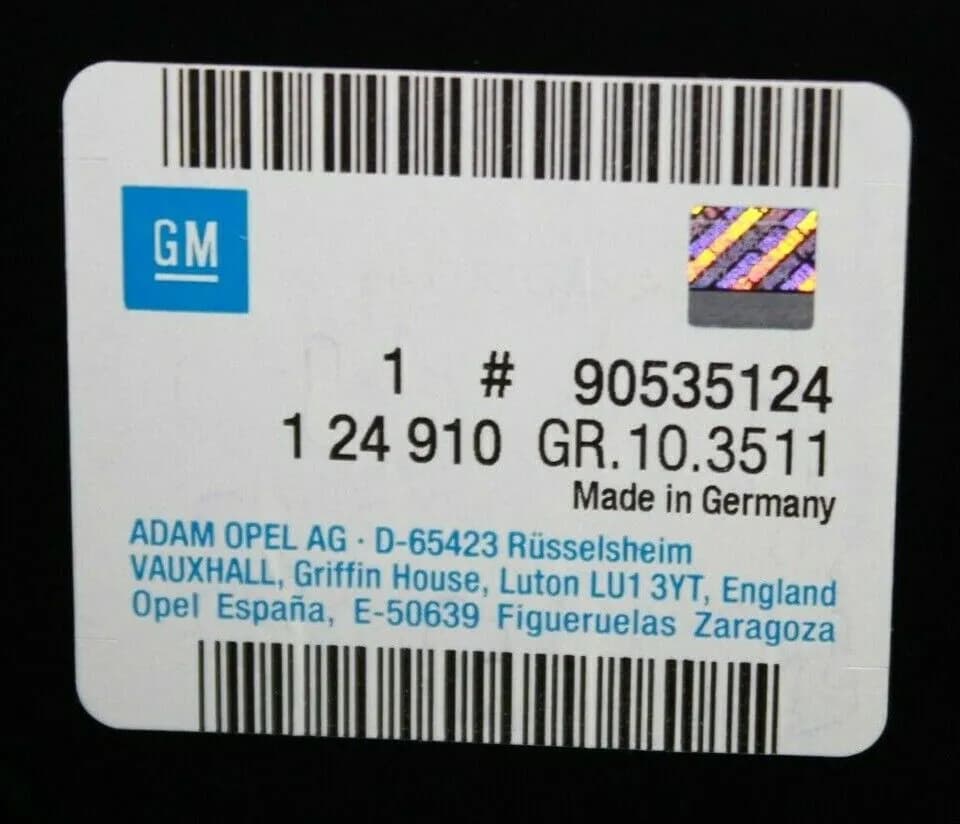 GM
1 # 90535124
1 24 910 GR.10.3511
Made in Germany
ADAM OPEL AG · D-65423 Rüsselsheim
VAUXHALL, Griffin House, Luton LU1 3YT, England
Opel España, E-50639 Figueruelas Zaragoza